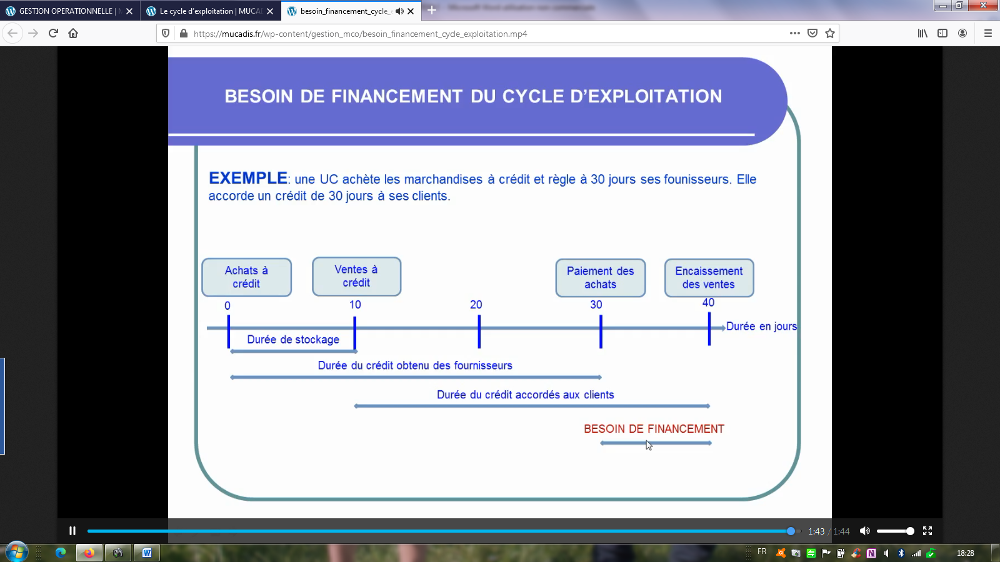 GESTION OPERATIONNELLE | M
Le cycle d'exploitation | MUCAD
besoin_financement_cycle_
https://mucadis.fr/wp-content/gestion_mco/besoin_financement_cycle_exploitation.mp4
BESOIN DE FINANCEMENT DU CYCLE D'EXPLOITATION
EXEMPLE: une UC achète les marchandises à crédit et règle à 30 jours ses founisseurs. Elle
accorde un crédit de 30 jours à ses clients.
Achats à
crédit
Ventes à
crédit
Paiement des
achats
Encaissement
des ventes
0
10
20
30
40
Durée en jours
Durée de stockage
Durée du crédit obtenu des fournisseurs
Durée du crédit accordés aux clients
BESOIN DE FINANCEMENT
1:43 / 1:44
FR
18:28